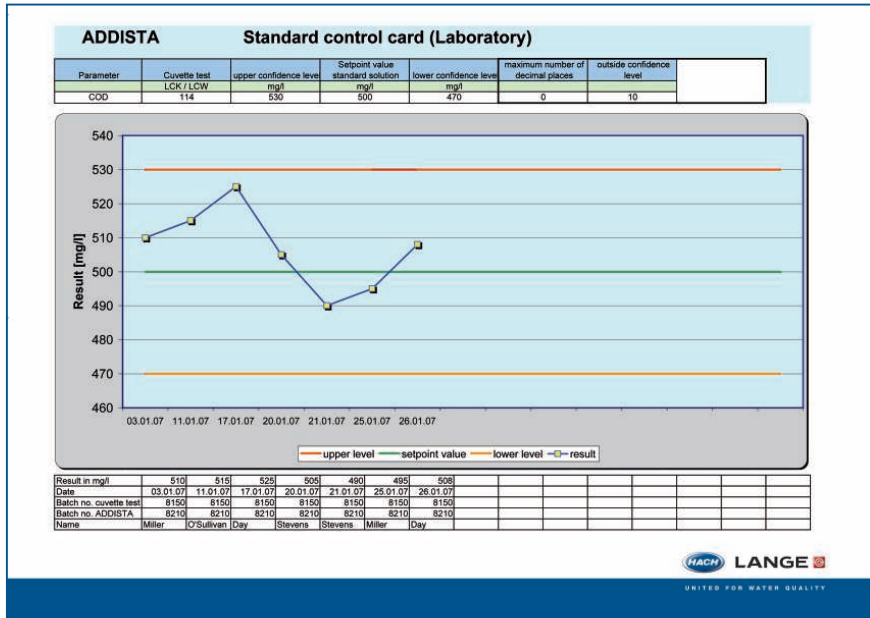 ADDISTA Standard control card (Laboratory)
Parameter Cuvette test upper confidence level Setpoint value standard solution lower confidence level maximum number of decimal places outside confidence level
LCK / LCW mg/l mg/l mg/l
COD 114 530 500 470 0 10
540
530
520
510
500
490
480
470
460
Result [mg/l]
03.01.07 11.01.07 17.01.07 20.01.07 21.01.07 25.01.07 26.01.07
upper level setpoint value lower level result
Result in mg/l 510 515 525 505 490 495 508
Date 03.01.07 11.01.07 17.01.07 20.01.07 21.01.07 25.01.07 26.01.07
Batch no. cuvette test 8150 8150 8150 8150 8150 8150 8150
Batch no. ADDISTA 8210 8210 8210 8210 8210 8210 8210
Name Miller O'Sullivan Day Stevens Stevens Miller Day
HACH LANGE
UNITED FOR WATER QUALITY